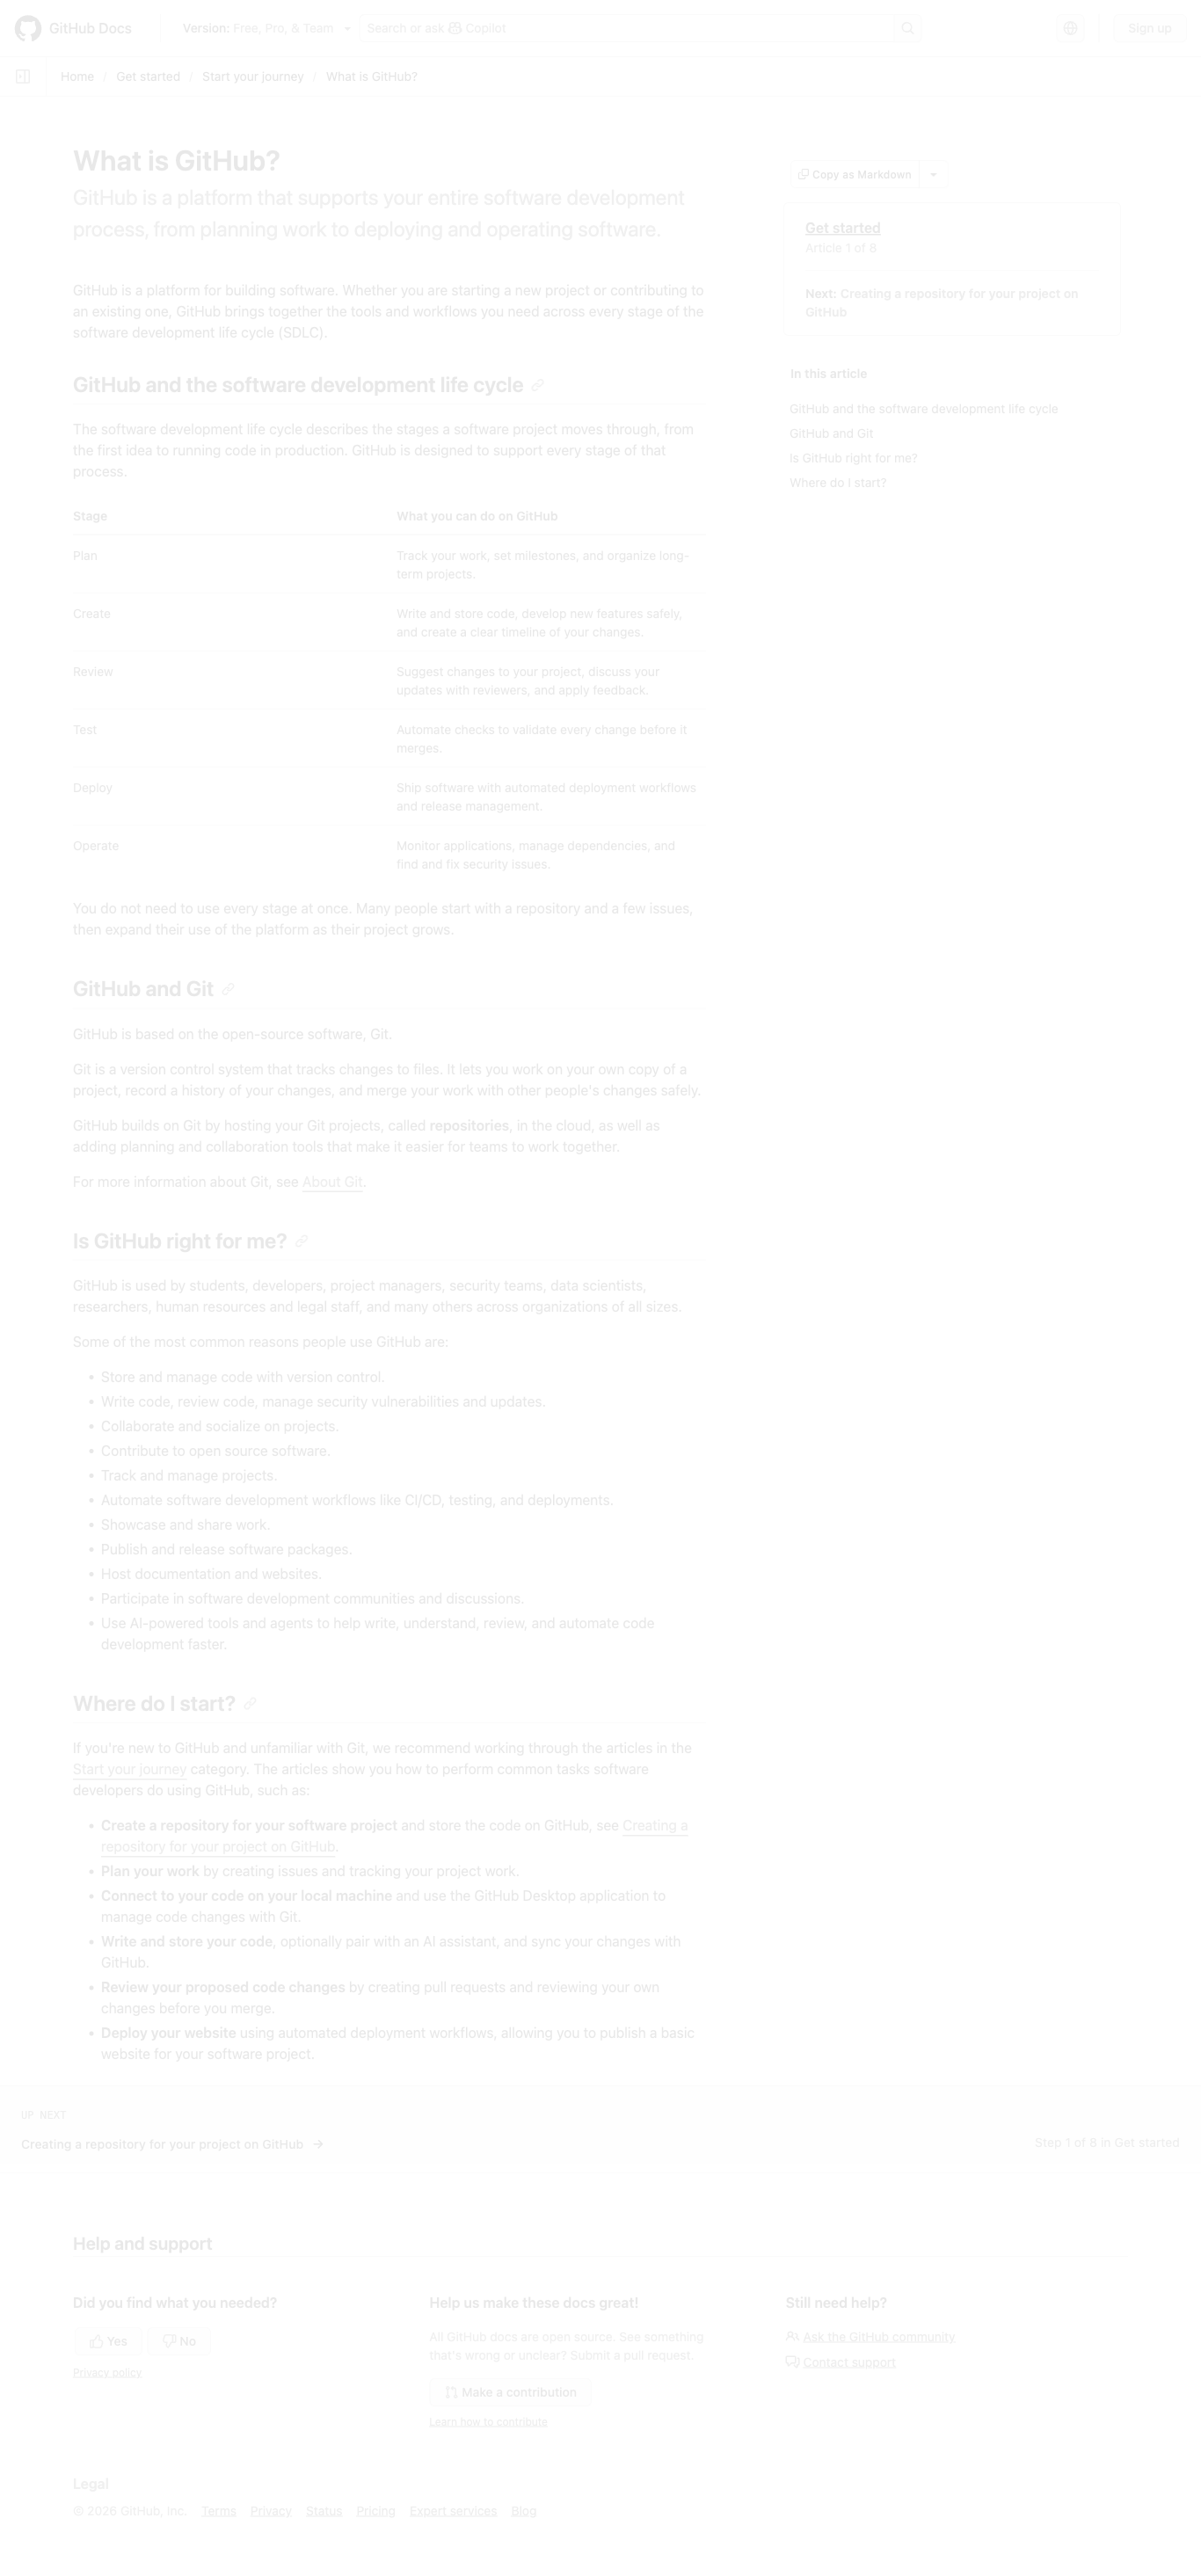 GitHub Docs
Version: Free, Pro, & Team
Search or ask Copilot
Sign up
Home / Get started / Start your journey / What is GitHub?
What is GitHub?
GitHub is a platform that supports your entire software development
process, from planning work to deploying and operating software.
GitHub is a platform for building software. Whether you are starting a new project or contributing to
an existing one, GitHub brings together the tools and workflows you need across every stage of the
software development life cycle (SDLC).
GitHub and the software development life cycle
The software development life cycle describes the stages a software project moves through, from
the first idea to running code in production. GitHub is designed to support every stage of that
process.
Stage What you can do on GitHub
Plan Track your work, set milestones, and organize long-
term projects.
Create Write and store code, develop new features safely,
and create a clear timeline of your changes.
Review Suggest changes to your project, discuss your
updates with reviewers, and apply feedback.
Test Automate checks to validate every change before it
merges.
Deploy Ship software with automated deployment workflows
and release management.
Operate Monitor applications, manage dependencies, and
find and fix security issues.
You do not need to use every stage at once. Many people start with a repository and a few issues,
then expand their use of the platform as their project grows.
GitHub and Git
GitHub is based on the open-source software, Git.
Git is a version control system that tracks changes to files. It lets you work on your own copy of a
project, record a history of your changes, and merge your work with other people's changes safely.
GitHub builds on Git by hosting your Git projects, called repositories, in the cloud, as well as
adding planning and collaboration tools that make it easier for teams to work together.
For more information about Git, see About Git.
Is GitHub right for me?
GitHub is used by students, developers, project managers, security teams, data scientists,
researchers, human resources and legal staff, and many others across organizations of all sizes.
Some of the most common reasons people use GitHub are:
• Store and manage code with version control.
• Write code, review code, manage security vulnerabilities and updates.
• Collaborate and socialize on projects.
• Contribute to open source software.
• Track and manage projects.
• Automate software development workflows like CI/CD, testing, and deployments.
• Showcase and share work.
• Publish and release software packages.
• Host documentation and websites.
• Participate in software development communities and discussions.
• Use AI-powered tools and agents to help write, understand, review, and automate code
development faster.
Where do I start?
If you're new to GitHub and unfamiliar with Git, we recommend working through the articles in the
Start your journey category. The articles show you how to perform common tasks software
developers do using GitHub, such as:
• Create a repository for your software project and store the code on GitHub, see Creating a
repository for your project on GitHub.
• Plan your work by creating issues and tracking your project work.
• Connect to your code on your local machine and use the GitHub Desktop application to
manage code changes with Git.
• Write and store your code, optionally pair with an AI assistant, and sync your changes with
GitHub.
• Review your proposed code changes by creating pull requests and reviewing your own
changes before you merge.
• Deploy your website using automated deployment workflows, allowing you to publish a basic
website for your software project.
Copy as Markdown
Get started
Article 1 of 8
Next: Creating a repository for your project on
GitHub
In this article
GitHub and the software development life cycle
GitHub and Git
Is GitHub right for me?
Where do I start?
UP NEXT
Creating a repository for your project on GitHub →
Step 1 of 8 in Get started
Help and support
Did you find what you needed?
Yes No
Privacy policy
Help us make these docs great!
All GitHub docs are open source. See something
that's wrong or unclear? Submit a pull request.
Make a contribution
Learn how to contribute
Still need help?
Ask the GitHub community
Contact support
Legal
© 2026 GitHub, Inc. Terms Privacy Status Pricing Expert services Blog